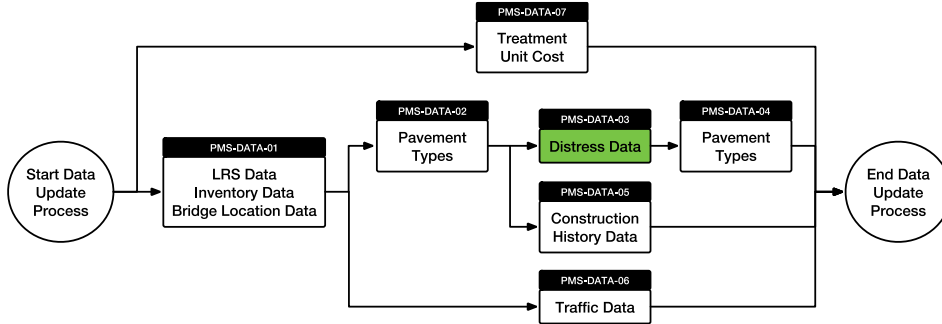 PMS-DATA-07
Treatment
Unit Cost
PMS-DATA-02
Pavement
Types
PMS-DATA-03
Distress Data
PMS-DATA-04
Pavement
Types
PMS-DATA-01
LRS Data
Inventory Data
Bridge Location Data
Start Data
Update
Process
End Data
Update
Process
PMS-DATA-05
Construction
History Data
PMS-DATA-06
Traffic Data